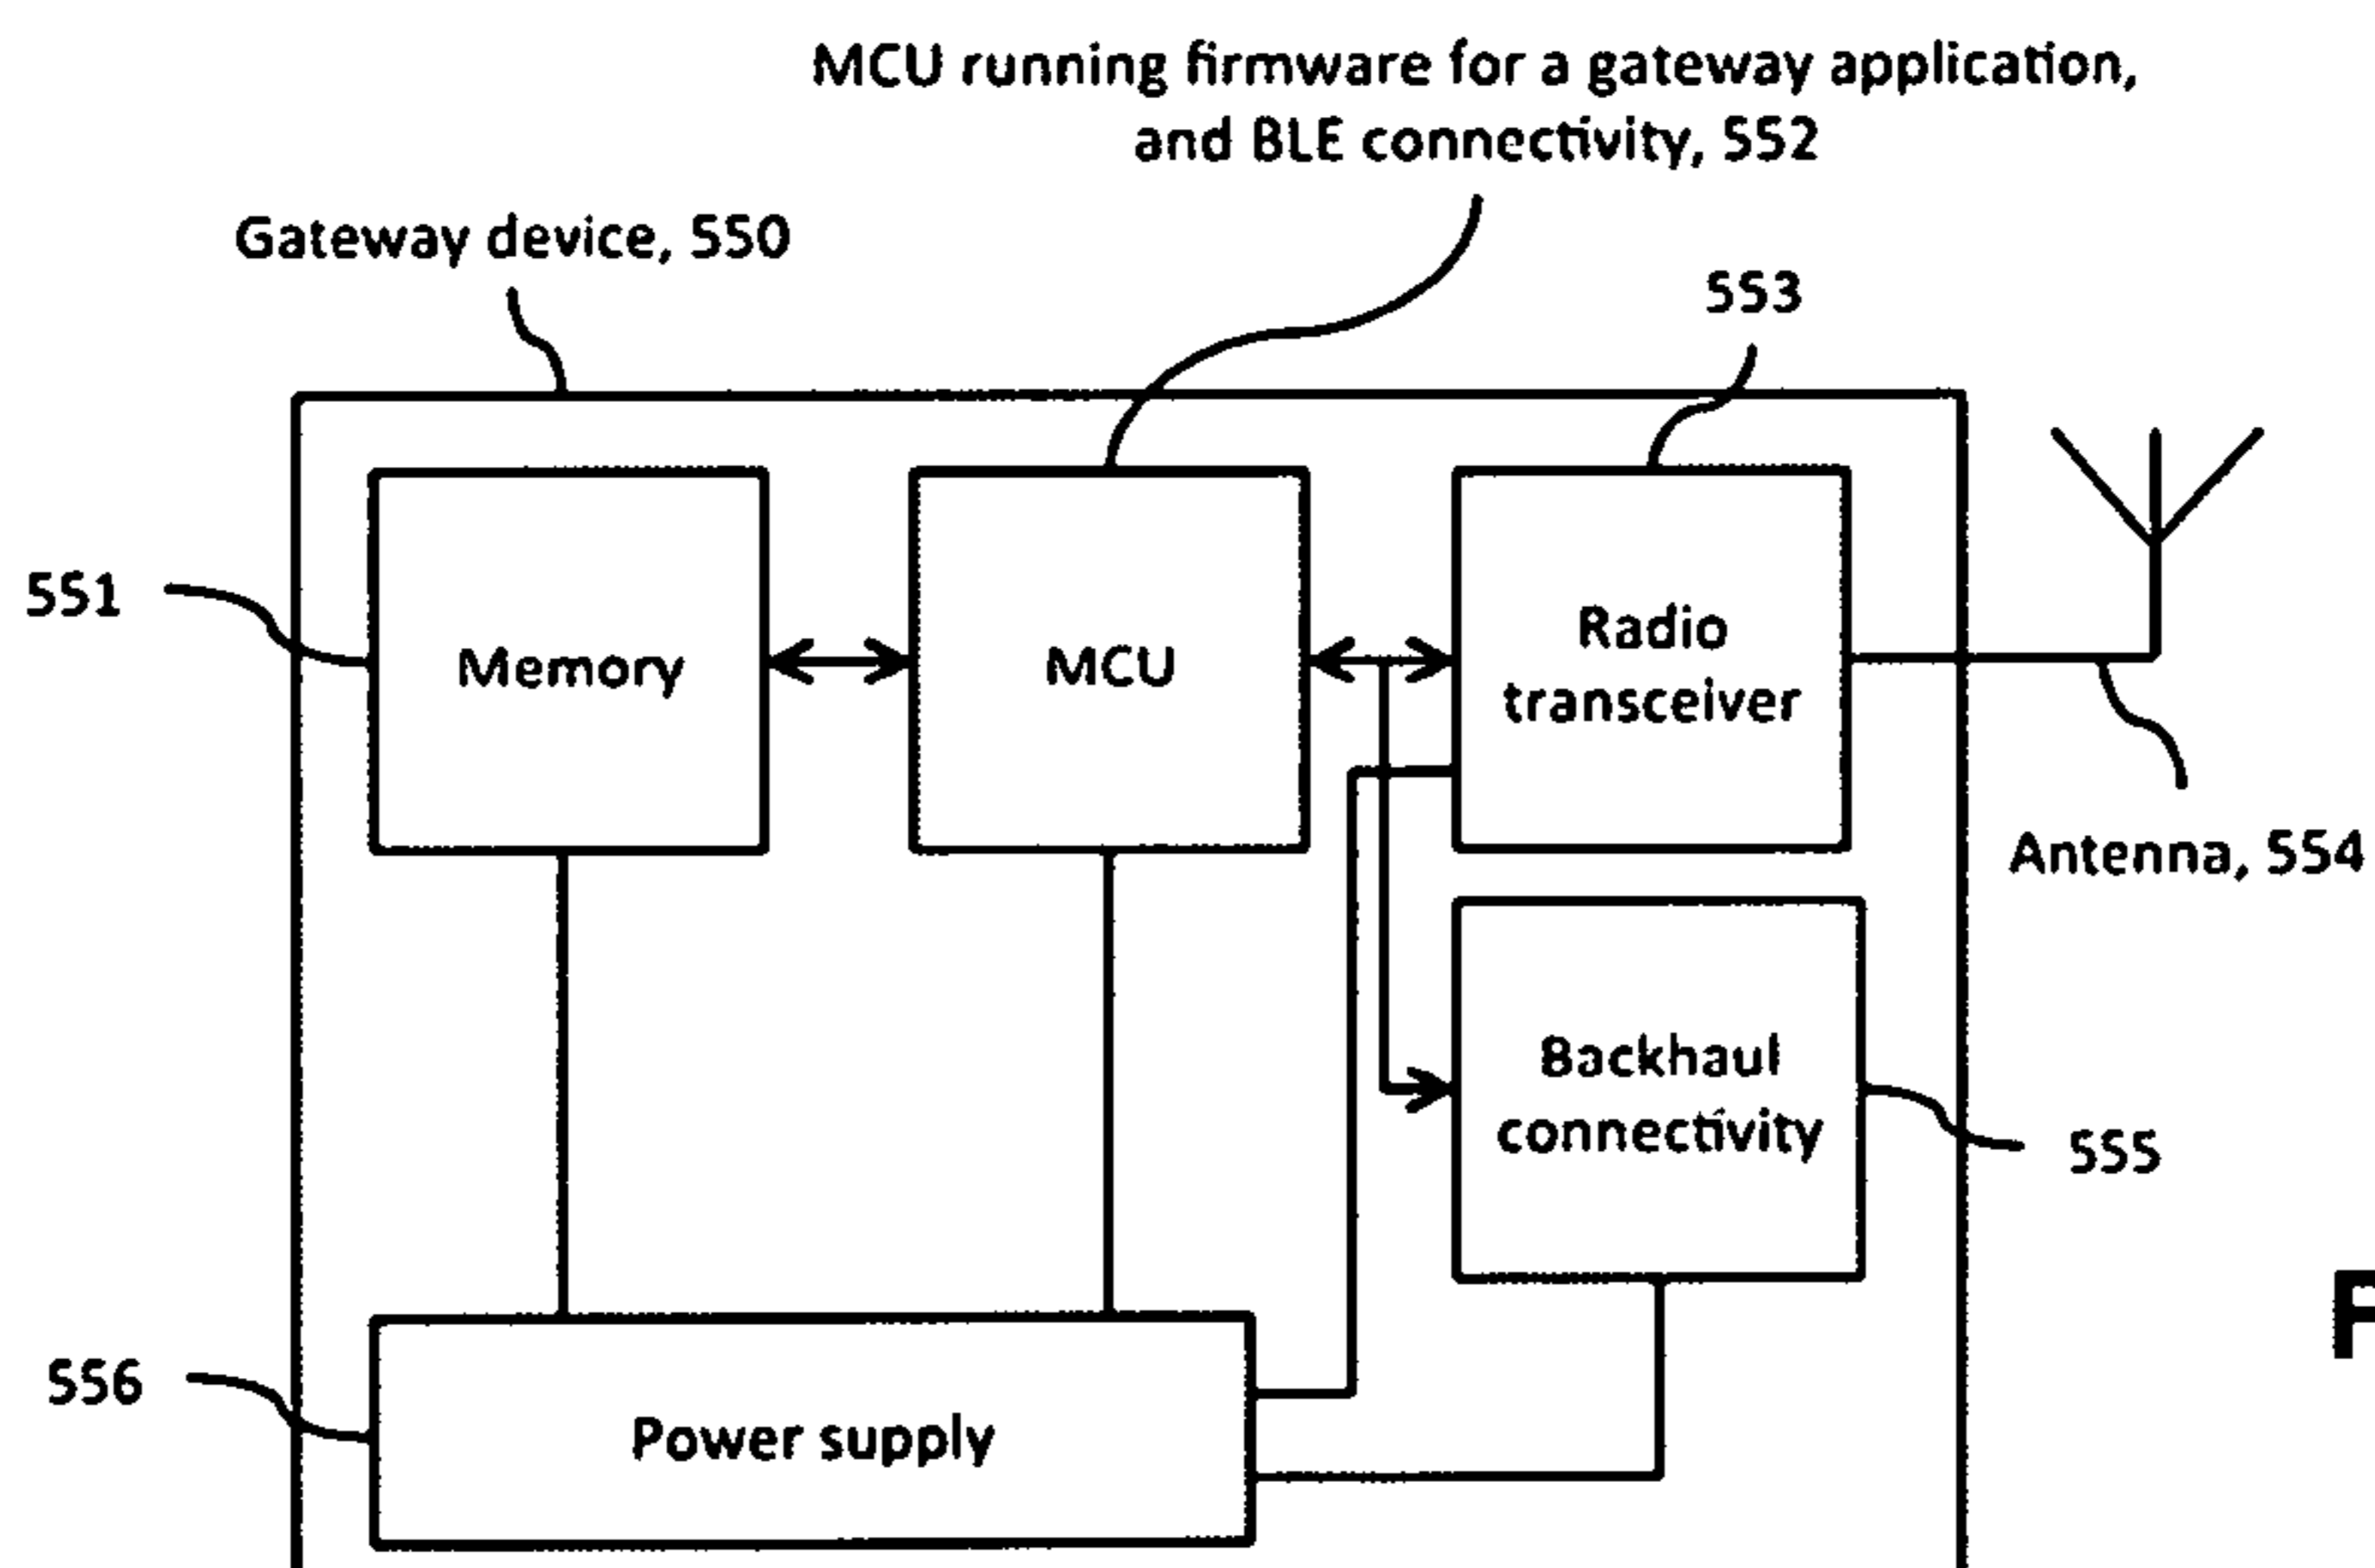 MCU running firmware for a gateway application,
and BLE connectivity, 552
Gateway device, 550
553
551
Memory
MCU
Radio
transceiver
Antenna, 554
Backhaul
connectivity
555
556
Power supply
F